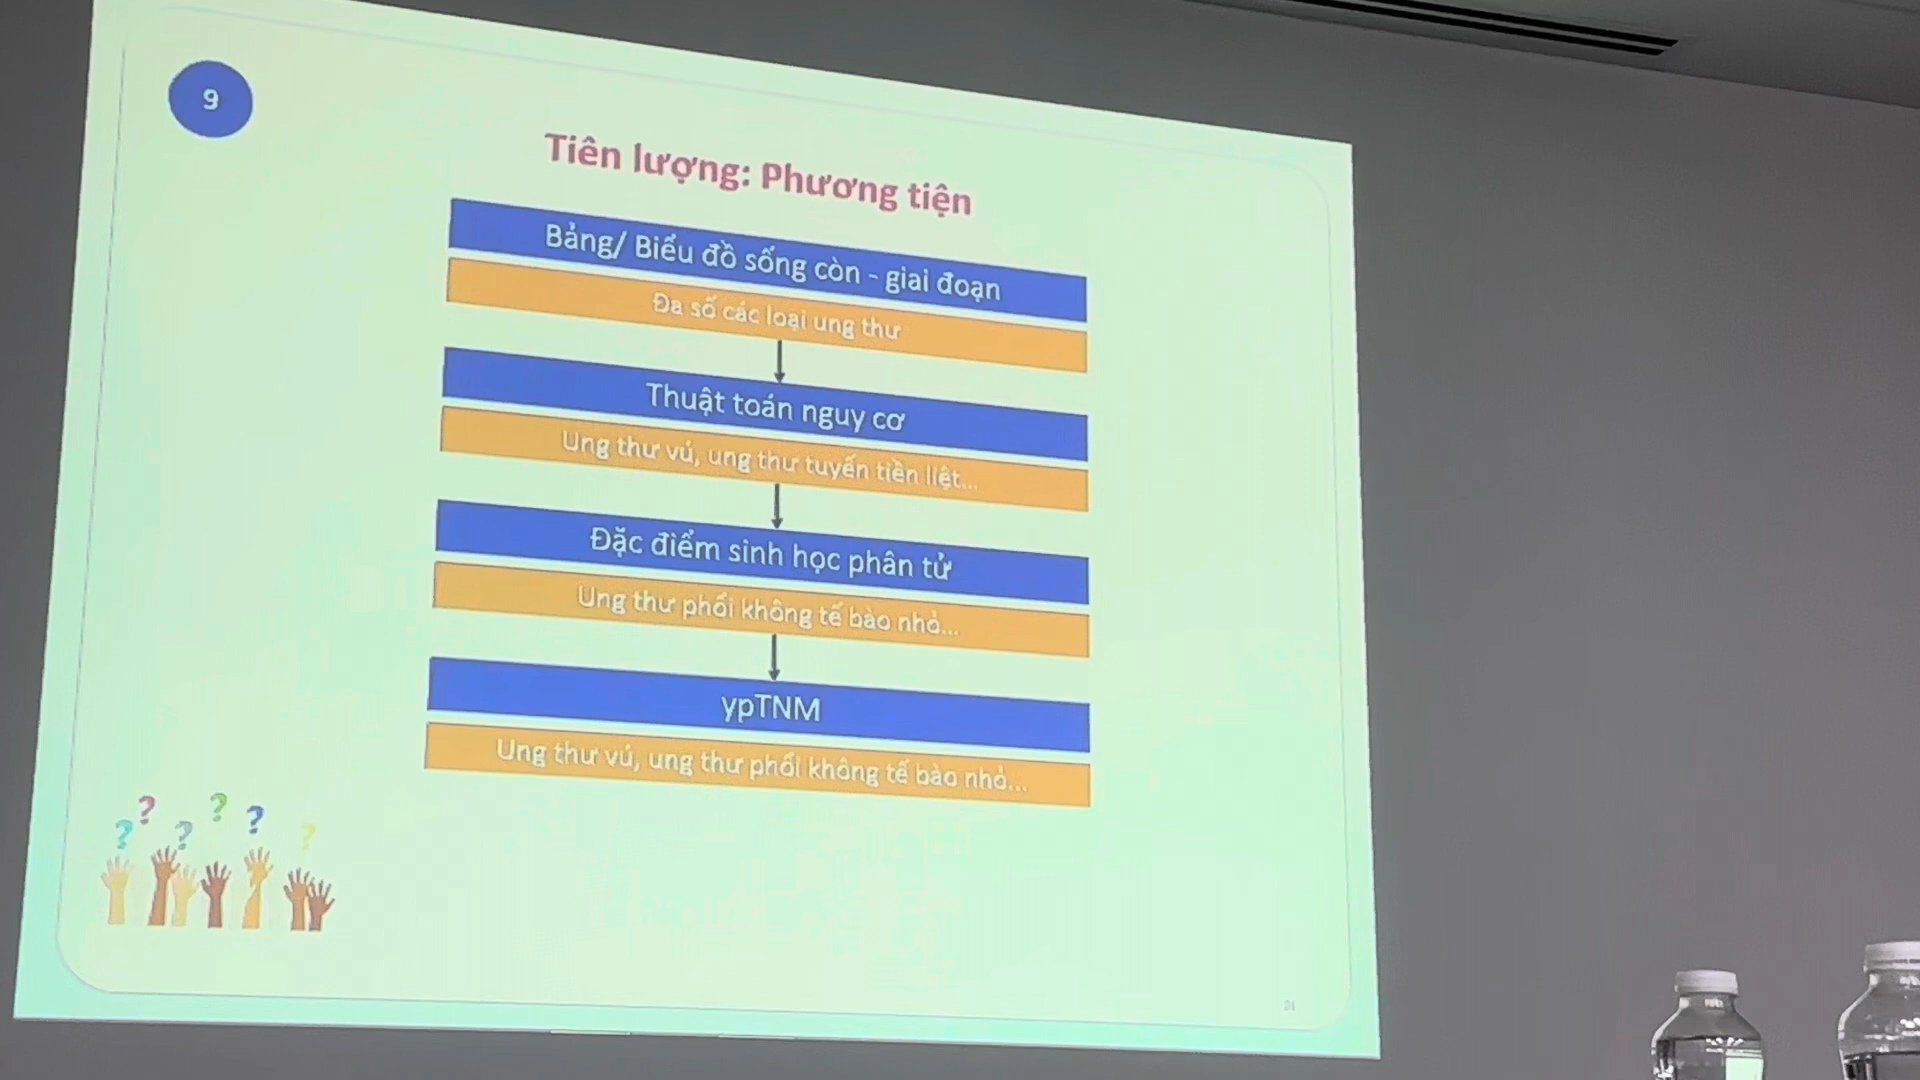 9
Tiên lượng: Phương tiện
Bảng/ Biểu đồ sống còn - giai đoạn
Đa số các loại ung thư
Thuật toán nguy cơ
Ung thư vú, ung thư tuyến tiền liệt...
Đặc điểm sinh học phân tử
Ung thư phổi không tế bào nhỏ...
ypTNM
Ung thư vú, ung thư phổi không tế bào nhỏ...
? ? ? ? ? ?